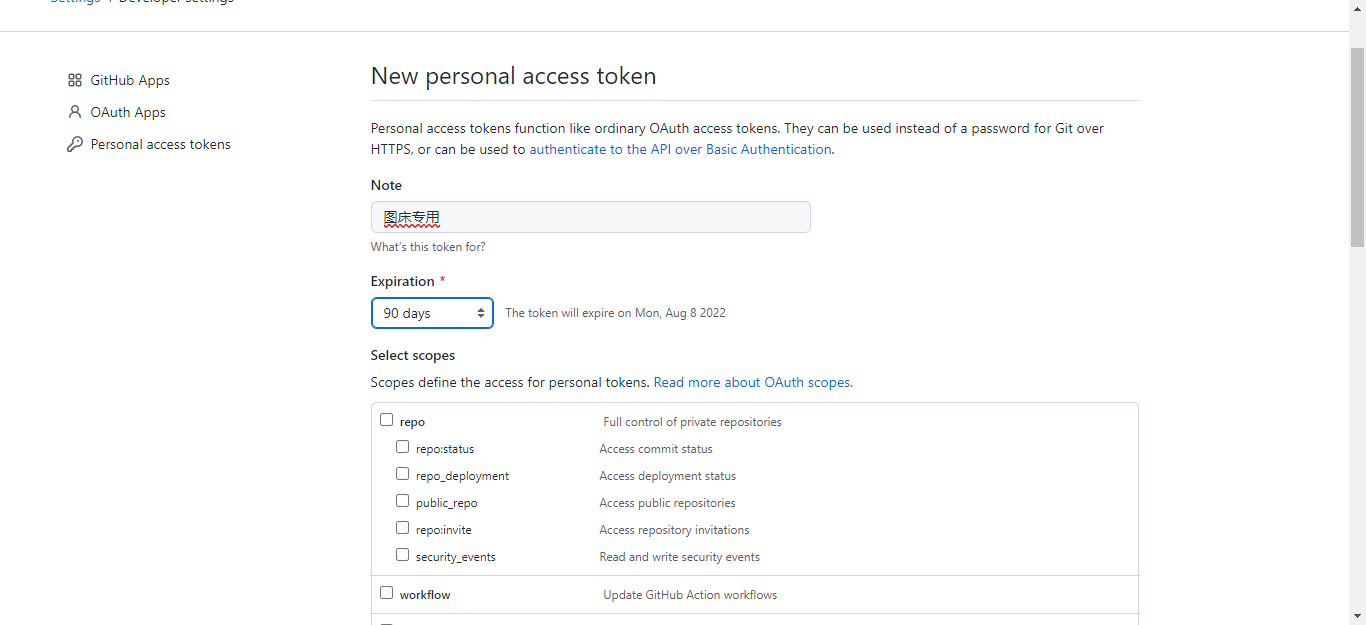 Settings / Developer settings
GitHub Apps
OAuth Apps
Personal access tokens
New personal access token
Personal access tokens function like ordinary OAuth access tokens. They can be used instead of a password for Git over
HTTPS, or can be used to authenticate to the API over Basic Authentication.
Note
图床专用
What's this token for?
Expiration *
90 days The token will expire on Mon, Aug 8 2022
Select scopes
Scopes define the access for personal tokens. Read more about OAuth scopes.
repo Full control of private repositories
repo:status Access commit status
repo_deployment Access deployment status
public_repo Access public repositories
repo:invite Access repository invitations
security_events Read and write security events
workflow Update GitHub Action workflows